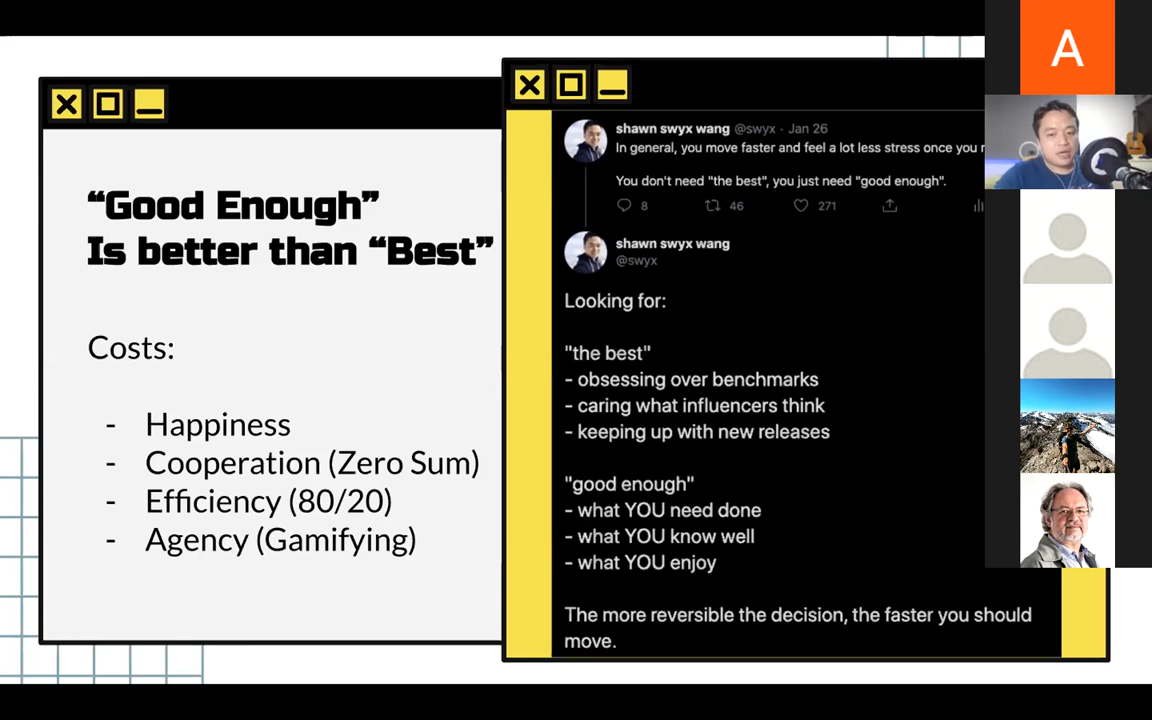 “Good Enough”
Is better than “Best”
Costs:
- Happiness
- Cooperation (Zero Sum)
- Efficiency (80/20)
- Agency (Gamifying)
shawn swyx wang @swyx · Jan 26
In general, you move faster and feel a lot less stress once you
You don't need "the best", you just need "good enough".
8 46 271
shawn swyx wang
@swyx
Looking for:
"the best"
- obsessing over benchmarks
- caring what influencers think
- keeping up with new releases
"good enough"
- what YOU need done
- what YOU know well
- what YOU enjoy
The more reversible the decision, the faster you should
move.
A